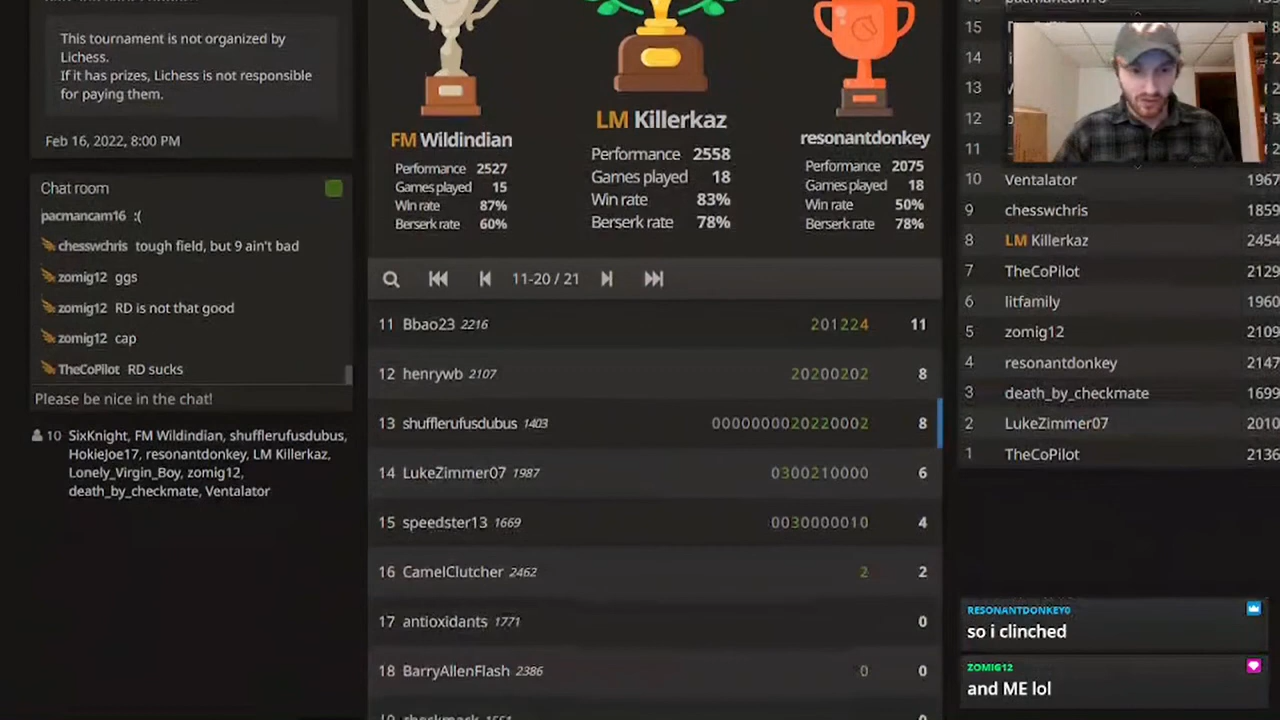 This tournament is not organized by
Lichess.
If it has prizes, Lichess is not responsible
for paying them.
Feb 16, 2022, 8:00 PM
Chat room
pacmancam16 :(
chesswchris tough field, but 9 ain't bad
zomig12 ggs
zomig12 RD is not that good
zomig12 cap
TheCoPilot RD sucks
Please be nice in the chat!
10 SixKnight, FM Wildindian, shufflerufusdubus,
HokieJoe17, resonantdonkey, LM Killerkaz,
Lonely_Virgin_Boy, zomig12,
death_by_checkmate, Ventalator
FM Wildindian
Performance 2527
Games played 15
Win rate 87%
Berserk rate 60%
LM Killerkaz
Performance 2558
Games played 18
Win rate 83%
Berserk rate 78%
resonantdonkey
Performance 2075
Games played 18
Win rate 50%
Berserk rate 78%
11-20 / 21
11 Bbao23 2216 201224 11
12 henrywb 2107 20200202 8
13 shufflerufusdubus 1403 0000000020220002 8
14 LukeZimmer07 1987 0300210000 6
15 speedster13 1669 0030000010 4
16 CamelClutcher 2462 2 2
17 antioxidants 1771 0
18 BarryAllenFlash 2386 0 0
15
14
13
12
11
10 Ventalator 1967
9 chesswchris 1859
8 LM Killerkaz 2454
7 TheCoPilot 2129
6 litfamily 1960
5 zomig12 2109
4 resonantdonkey 2147
3 death_by_checkmate 1699
2 LukeZimmer07 2010
1 TheCoPilot 2136
RESONANTDONKEY0
so i clinched
ZOMIG12
and ME lol